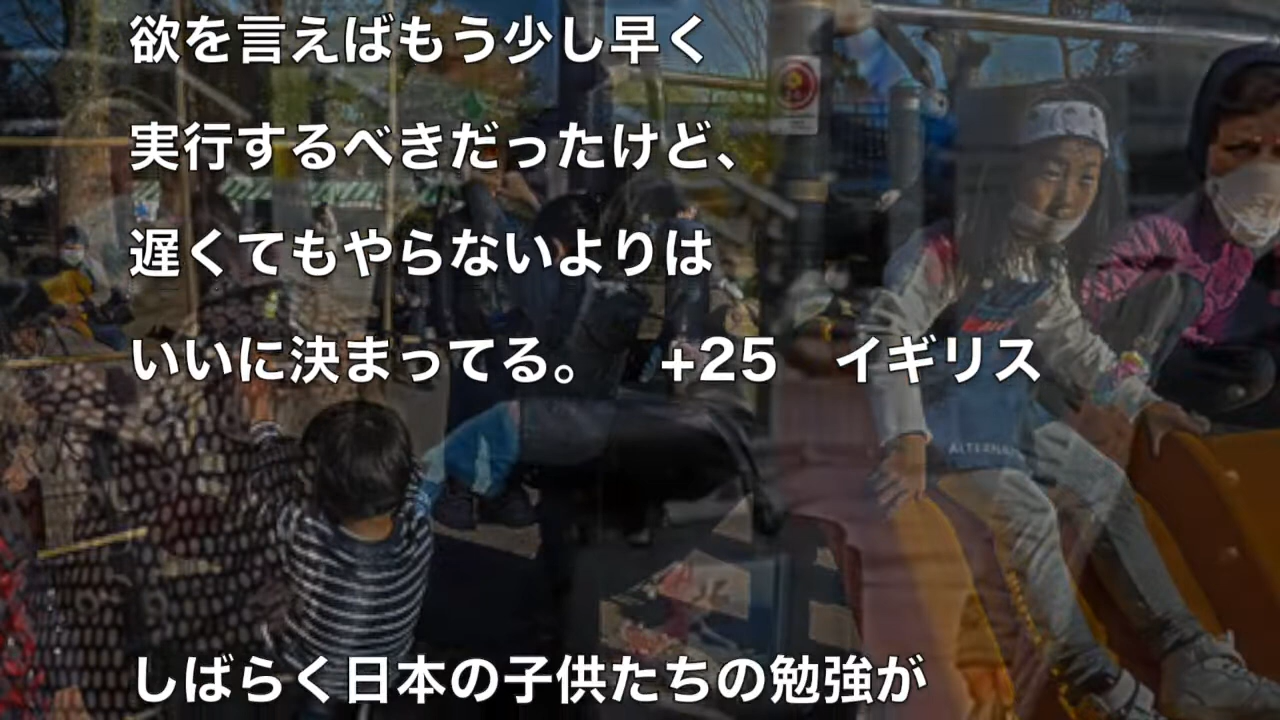 欲を言えばもう少し早く
実行するべきだったけど、
遅くてもやらないよりは
いいに決まってる。　+25　イギリス
ALTERNA
しばらく日本の子供たちの勉強が